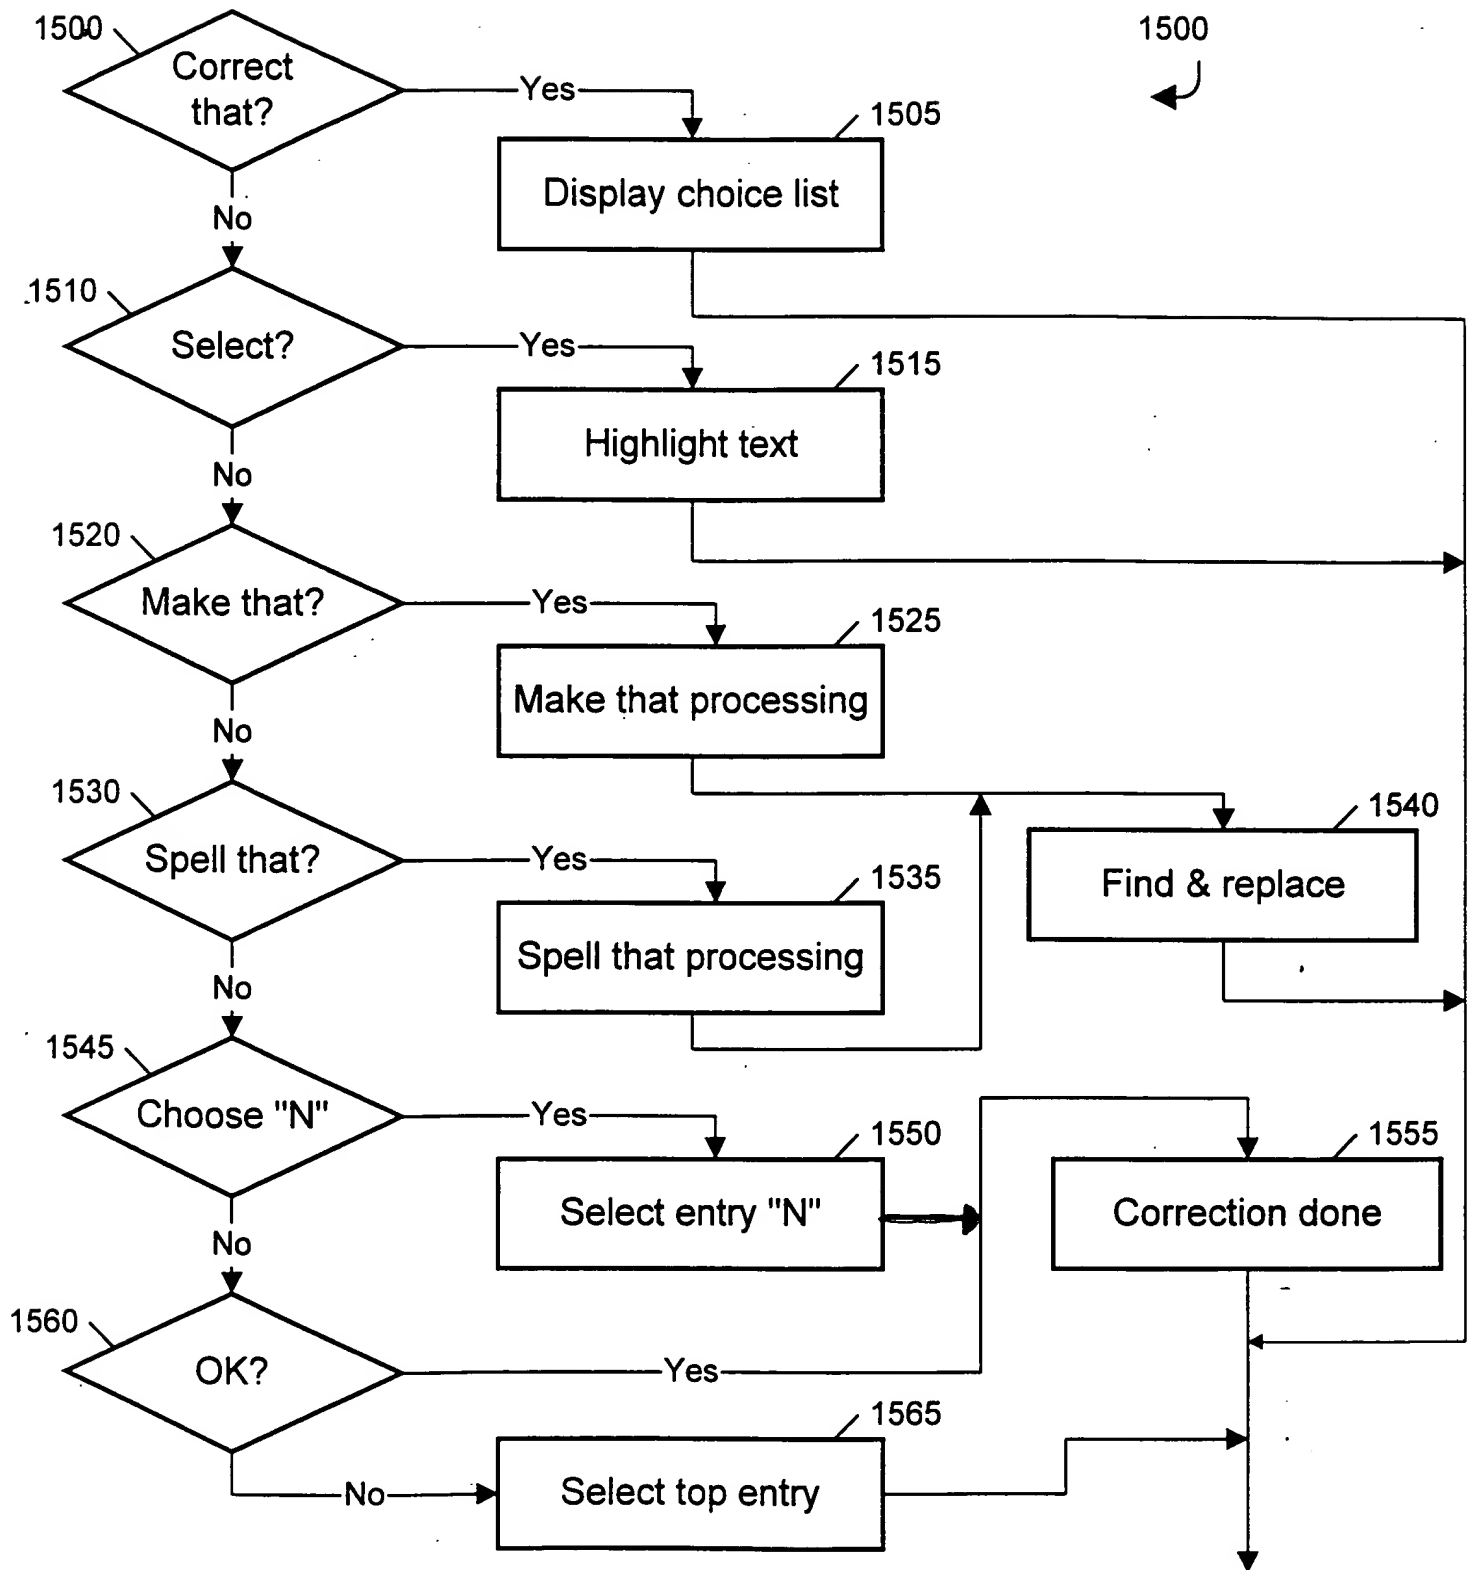 1500
1500
Correct
that?
Yes
1505
Display choice list
No
1510
Select?
Yes
1515
Highlight text
No
1520
Make that?
Yes
1525
Make that processing
No
1530
Spell that?
Yes
1535
Spell that processing
1540
Find & replace
No
1545
Choose "N"
Yes
1550
Select entry "N"
1555
Correction done
No
1560
OK?
Yes
1565
No
Select top entry